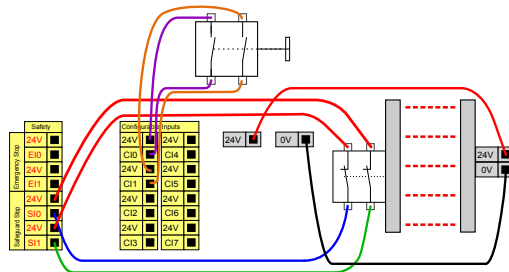 Safety
Emergency Stop
24V
EI0
24V
EI1
Safeguard Stop
24V
SI0
24V
SI1
Configurable Inputs
24V 24V
CI0 CI4
24V 24V
CI1 CI5
24V 24V
CI2 CI6
24V 24V
CI3 CI7
24V
0V
24V
0V